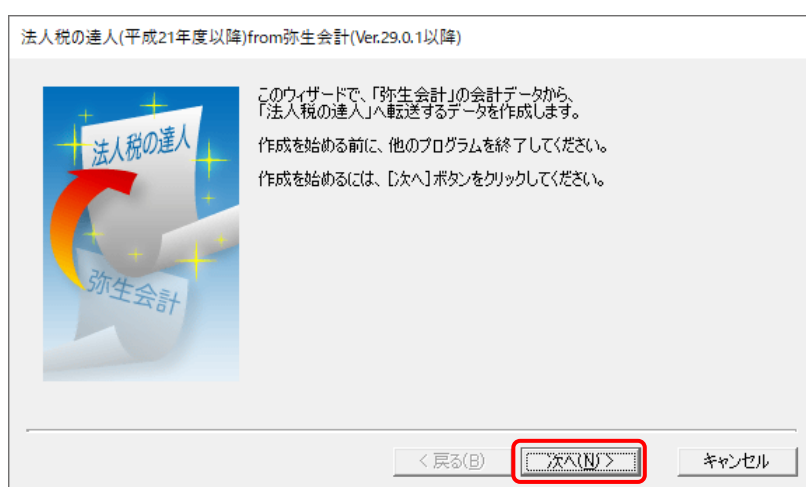 法人税の達人(平成21年度以降)from弥生会計(Ver.29.0.1以降)
法人税の達人
弥生会計
このウィザードで、「弥生会計」の会計データから、
「法人税の達人」へ転送するデータを作成します。
作成を始める前に、他のプログラムを終了してください。
作成を始めるには、[次へ]ボタンをクリックしてください。
< 戻る(B)
次へ(N) >
キャンセル